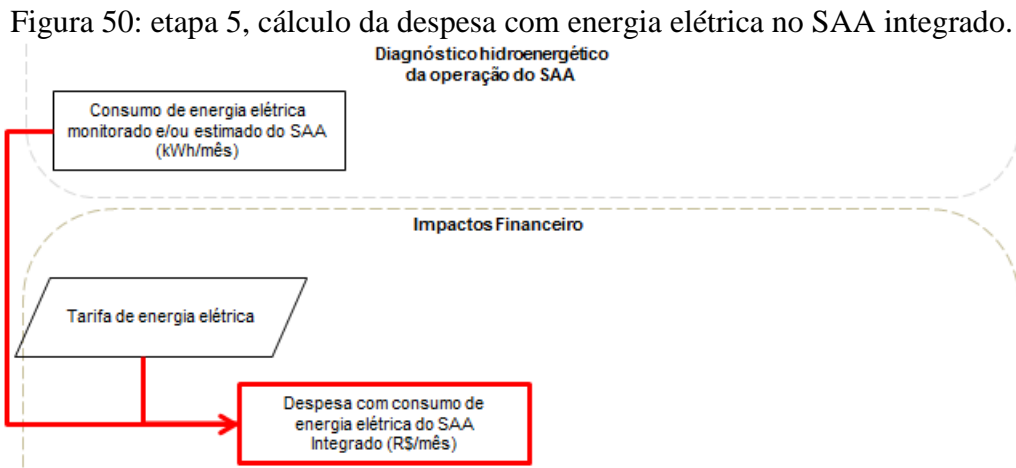 Figura 50: etapa 5, cálculo da despesa com energia elétrica no SAA integrado.
Diagnóstico hidroenergético
da operação do SAA
Consumo de energia elétrica
monitorado e/ou estimado do SAA
(kWh/mês)
Impactos Financeiro
Tarifa de energia elétrica
Despesa com consumo de
energia elétrica do SAA
Integrado (R$/mês)